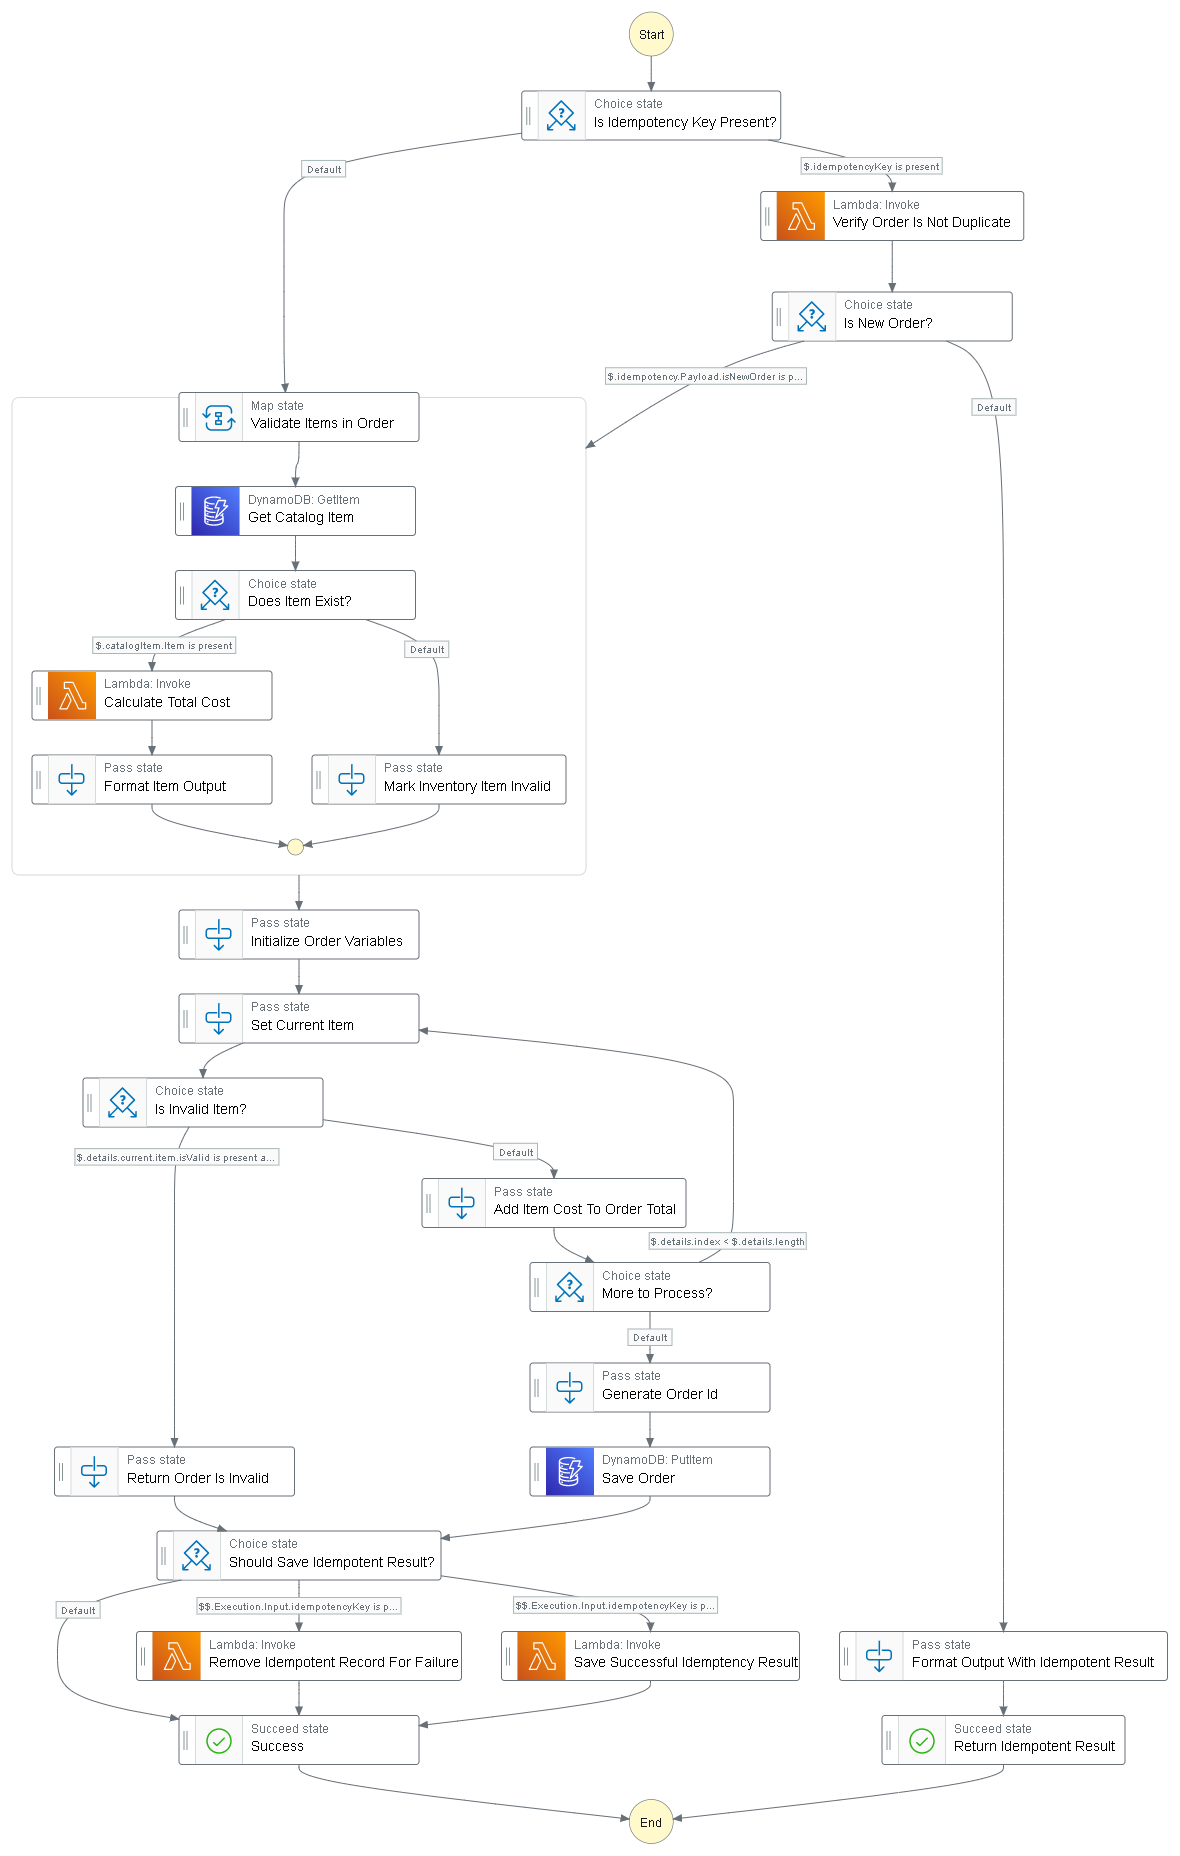 Start
Choice state
Is Idempotency Key Present?
Default
$.idempotencyKey is present
Lambda: Invoke
Verify Order Is Not Duplicate
Choice state
Is New Order?
$.idempotency.Payload.isNewOrder is p...
Default
Map state
Validate Items in Order
DynamoDB: GetItem
Get Catalog Item
Choice state
Does Item Exist?
$.catalogItem.Item is present
Default
Lambda: Invoke
Calculate Total Cost
Pass state
Format Item Output
Pass state
Mark Inventory Item Invalid
Pass state
Initialize Order Variables
Pass state
Set Current Item
Choice state
Is Invalid Item?
$.details.current.item.isValid is present a...
Default
Pass state
Add Item Cost To Order Total
$.details.index < $.details.length
Choice state
More to Process?
Default
Pass state
Generate Order Id
Pass state
Return Order Is Invalid
DynamoDB: PutItem
Save Order
Choice state
Should Save Idempotent Result?
Default
$$.Execution.Input.idempotencyKey is p...
$$.Execution.Input.idempotencyKey is p...
Lambda: Invoke
Remove Idempotent Record For Failure
Lambda: Invoke
Save Successful Idemptency Result
Pass state
Format Output With Idempotent Result
Succeed state
Success
Succeed state
Return Idempotent Result
End